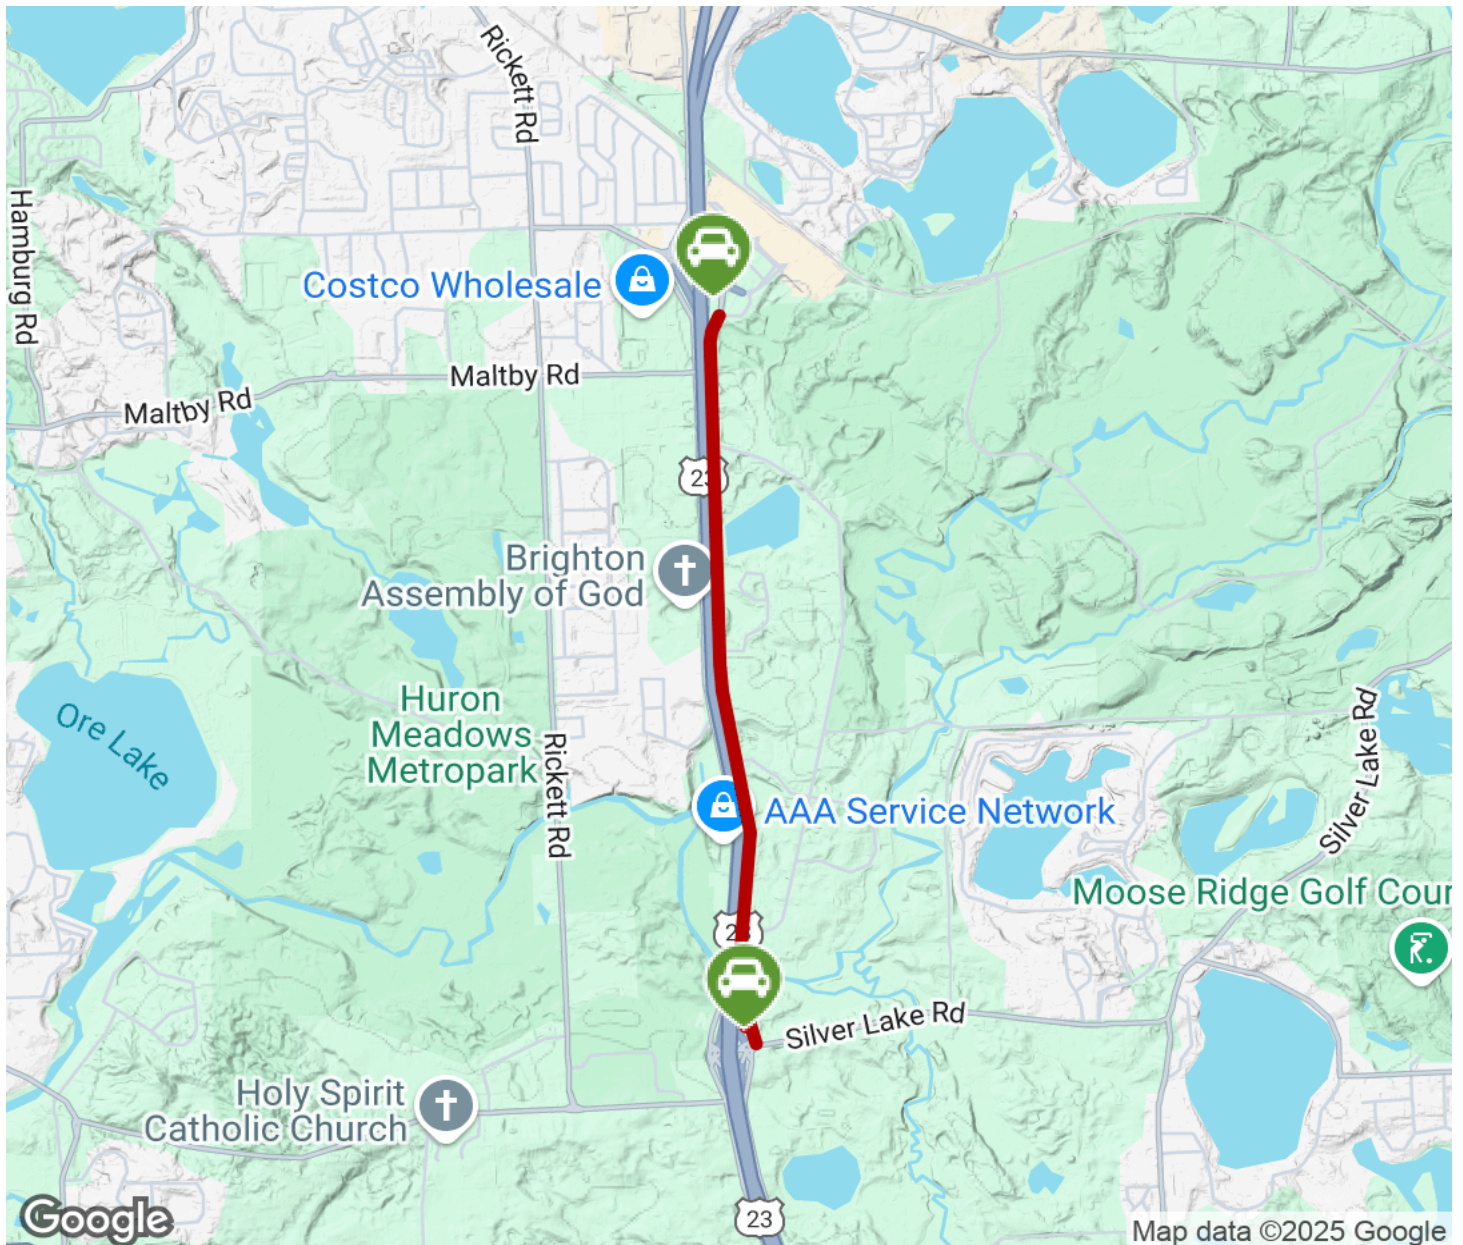 Rickett Rd
Hamburg Rd
Costco Wholesale
Maltby Rd
Maltby Rd
23
Brighton
Assembly of God
Huron
Meadows
Metropark
Ore Lake
Rickett Rd
Silver Lake Rd
AAA Service Network
Moose Ridge Golf Cour
Silver Lake Rd
Holy Spirit
Catholic Church
23
Google
Map data ©2025 Google